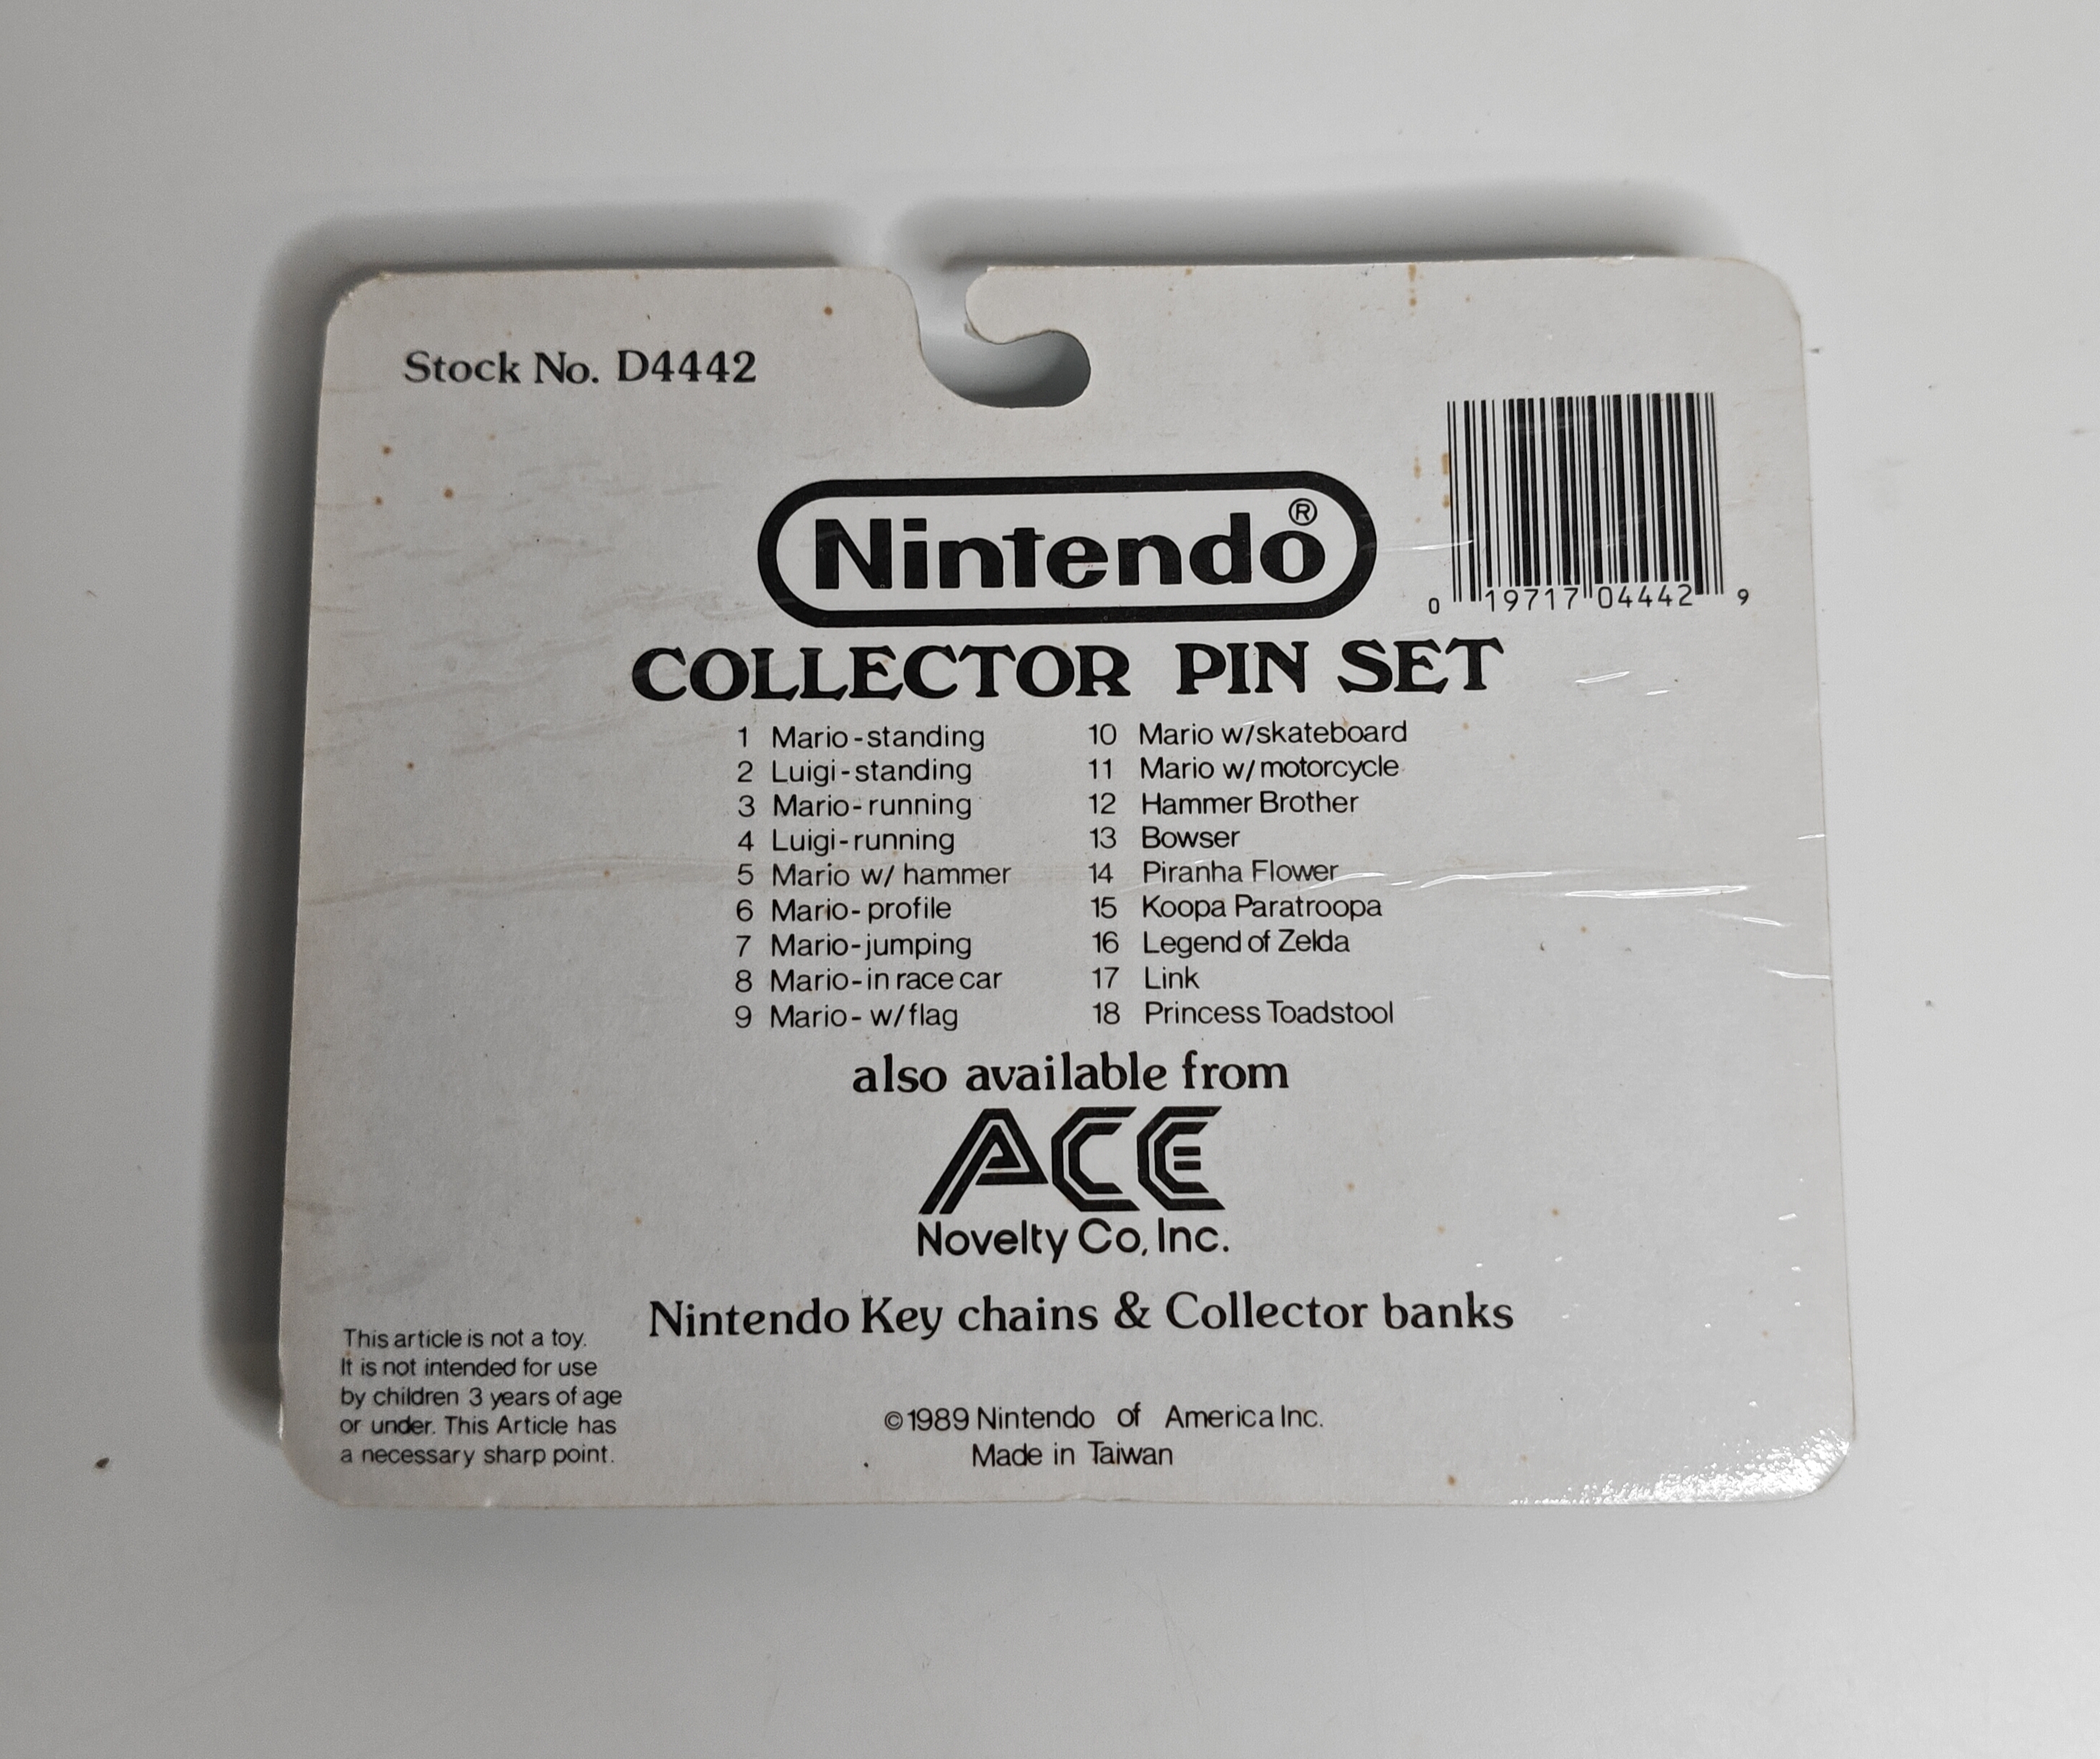 Stock No. D4442
0 19717 04442 9
Nintendo®
COLLECTOR PIN SET
1 Mario-standing
2 Luigi-standing
3 Mario-running
4 Luigi-running
5 Mario w/ hammer
6 Mario-profile
7 Mario-jumping
8 Mario-in race car
9 Mario- w/flag
10 Mario w/skateboard
11 Mario w/motorcycle
12 Hammer Brother
13 Bowser
14 Piranha Flower
15 Koopa Paratroopa
16 Legend of Zelda
17 Link
18 Princess Toadstool
also available from
ACE
Novelty Co, Inc.
Nintendo Key chains & Collector banks
This article is not a toy.
It is not intended for use
by children 3 years of age
or under. This Article has
a necessary sharp point.
©1989 Nintendo of America Inc.
Made in Taiwan